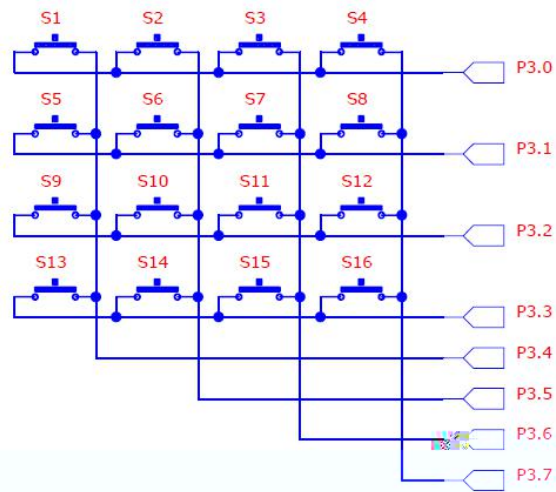 S1 S2 S3 S4
P3.0
S5 S6 S7 S8
P3.1
S9 S10 S11 S12
P3.2
S13 S14 S15 S16
P3.3
P3.4
P3.5
P3.6
P3.7